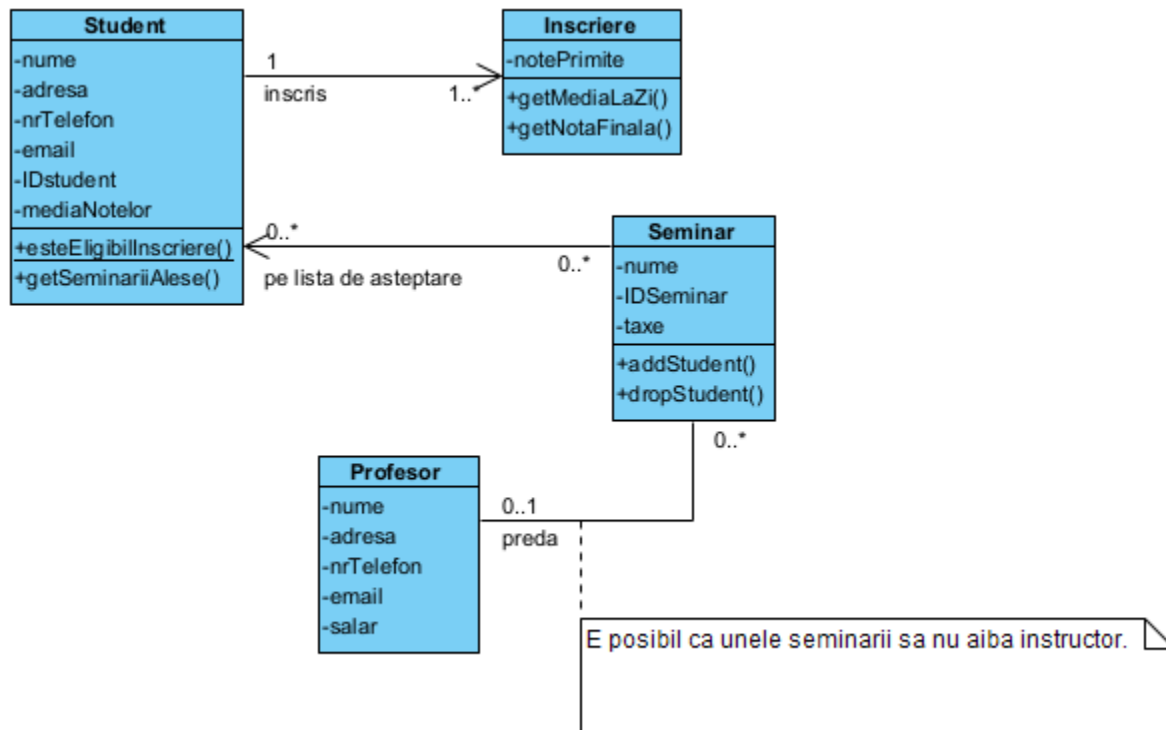 Student
-nume
-adresa
-nrTelefon
-email
-IDstudent
-mediaNotelor
+esteEligibilInscriere()
+getSeminariiAlese()
1
inscris
1..*
Inscriere
-notePrimite
+getMediaLaZi()
+getNotaFinala()
0..*
pe lista de asteptare
0..*
Seminar
-nume
-IDSeminar
-taxe
+addStudent()
+dropStudent()
0..*
Profesor
-nume
-adresa
-nrTelefon
-email
-salar
0..1
preda
E posibil ca unele seminarii sa nu aiba instructor.